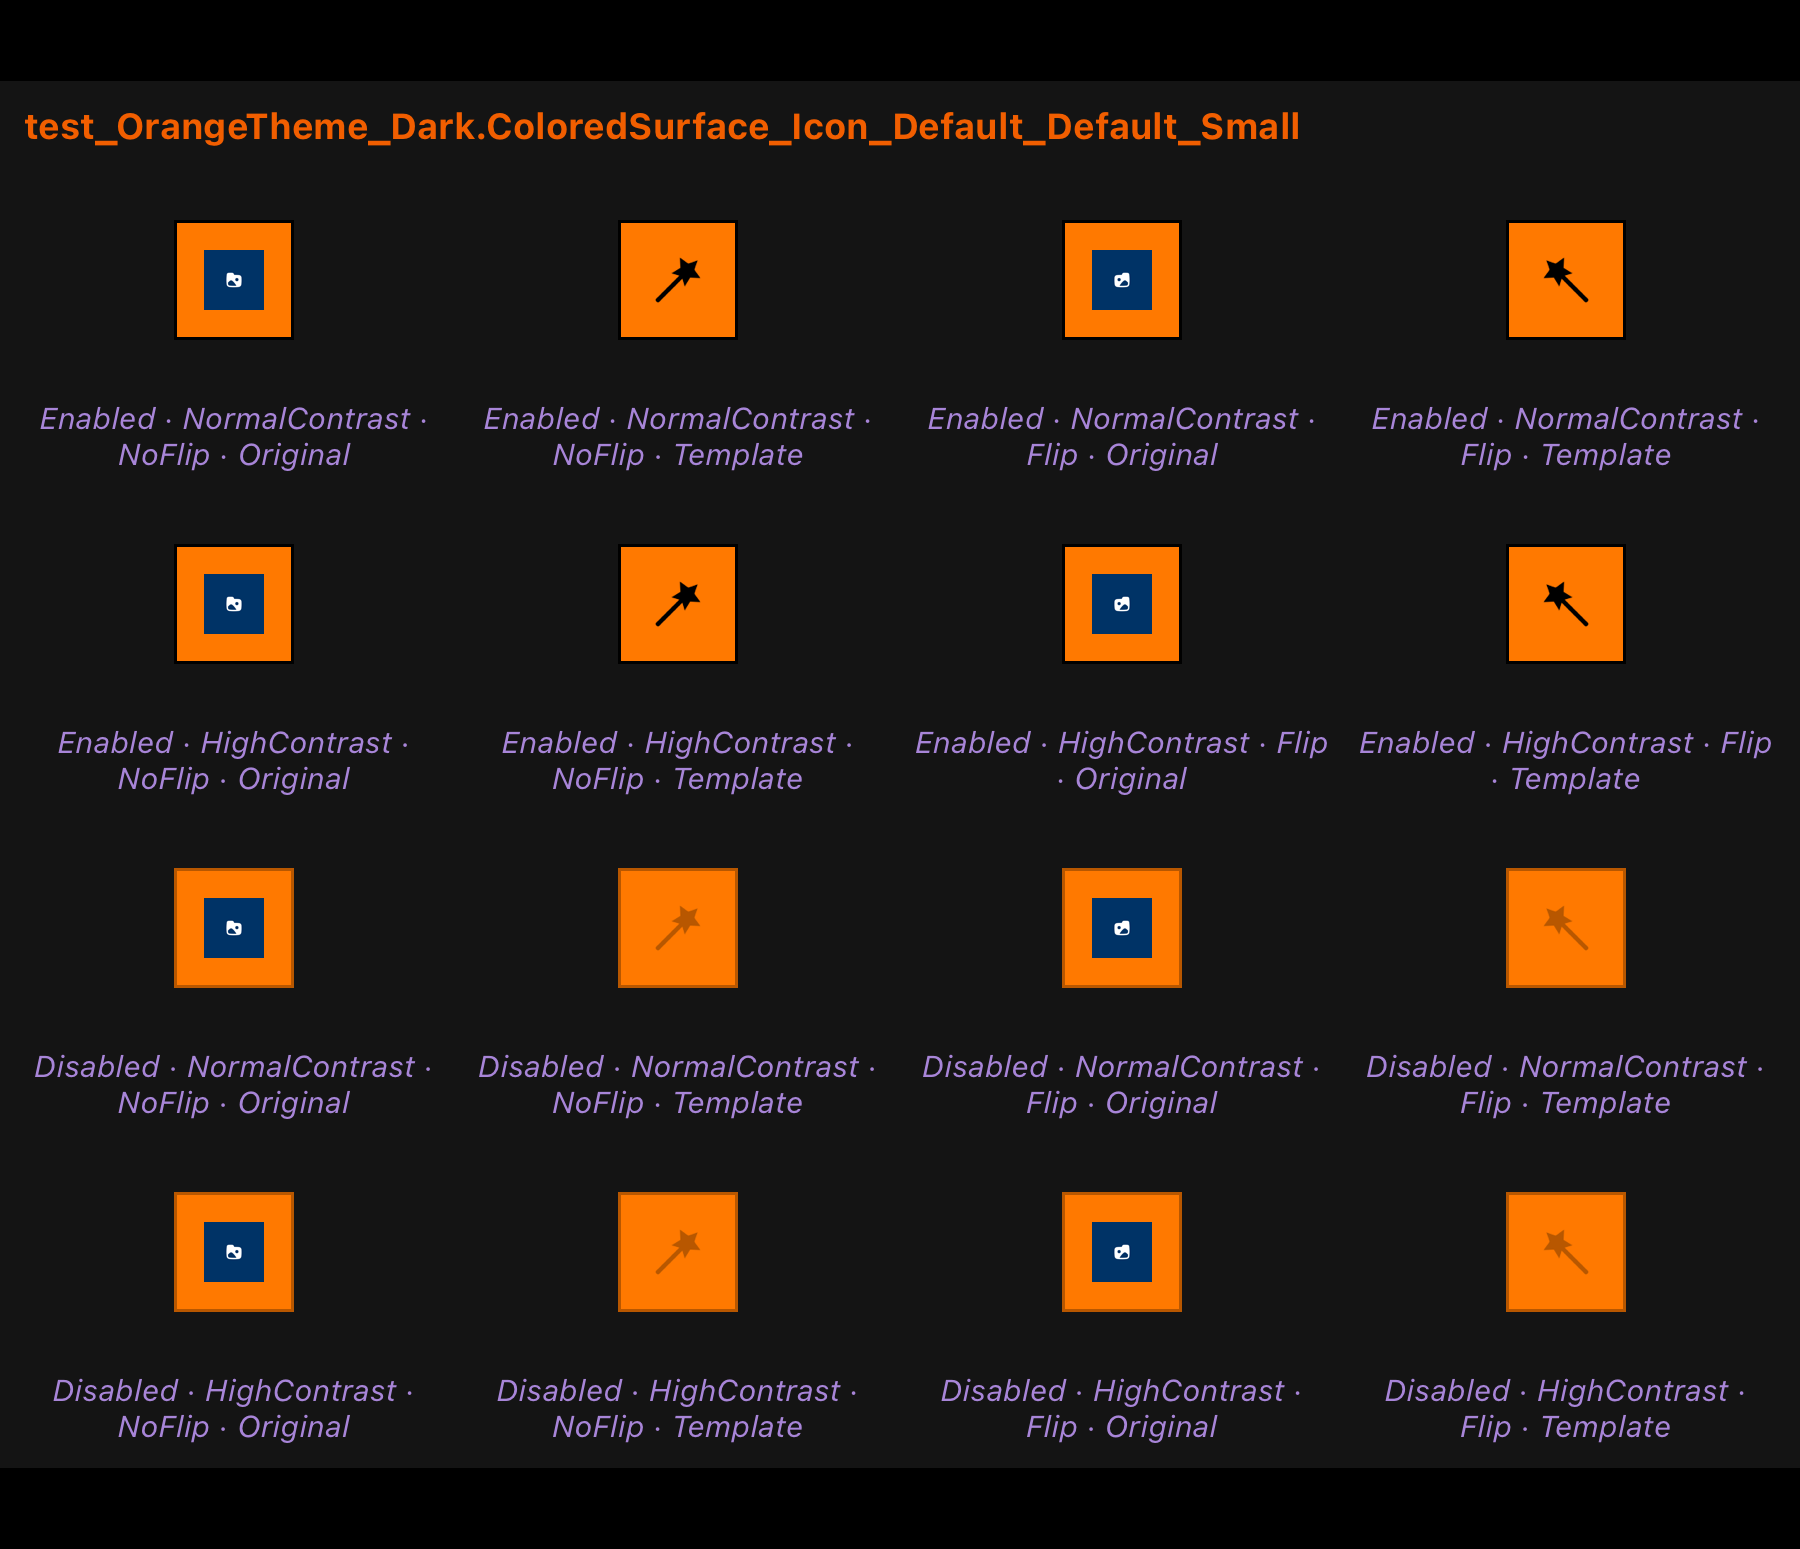 test_OrangeTheme_Dark.ColoredSurface_Icon_Default_Default_Small
Enabled · NormalContrast ·
NoFlip · Original
Enabled · NormalContrast ·
NoFlip · Template
Enabled · NormalContrast ·
Flip · Original
Enabled · NormalContrast ·
Flip · Template
Enabled · HighContrast ·
NoFlip · Original
Enabled · HighContrast ·
NoFlip · Template
Enabled · HighContrast · Flip
· Original
Enabled · HighContrast · Flip
· Template
Disabled · NormalContrast ·
NoFlip · Original
Disabled · NormalContrast ·
NoFlip · Template
Disabled · NormalContrast ·
Flip · Original
Disabled · NormalContrast ·
Flip · Template
Disabled · HighContrast ·
NoFlip · Original
Disabled · HighContrast ·
NoFlip · Template
Disabled · HighContrast ·
Flip · Original
Disabled · HighContrast ·
Flip · Template